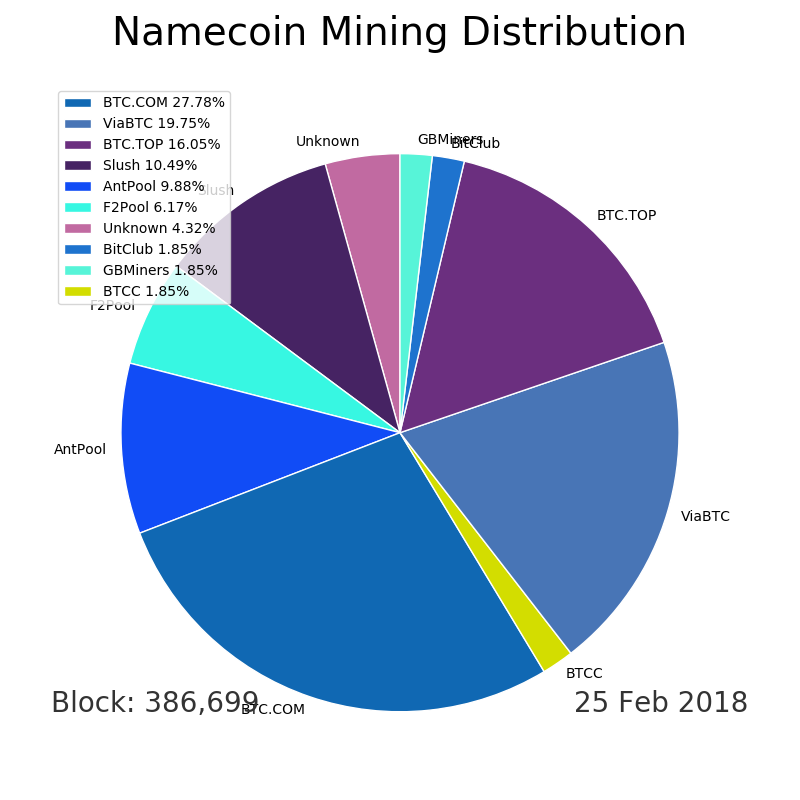 Namecoin Mining Distribution
BTC.COM 27.78%
ViaBTC 19.75%
BTC.TOP 16.05%
Slush 10.49%
AntPool 9.88%
F2Pool 6.17%
Unknown 4.32%
BitClub 1.85%
GBMiners 1.85%
BTCC 1.85%
Unknown
GBMiners
BitClub
Slush
BTC.TOP
F2Pool
AntPool
ViaBTC
BTCC
Block: 386,699
BTC.COM
25 Feb 2018